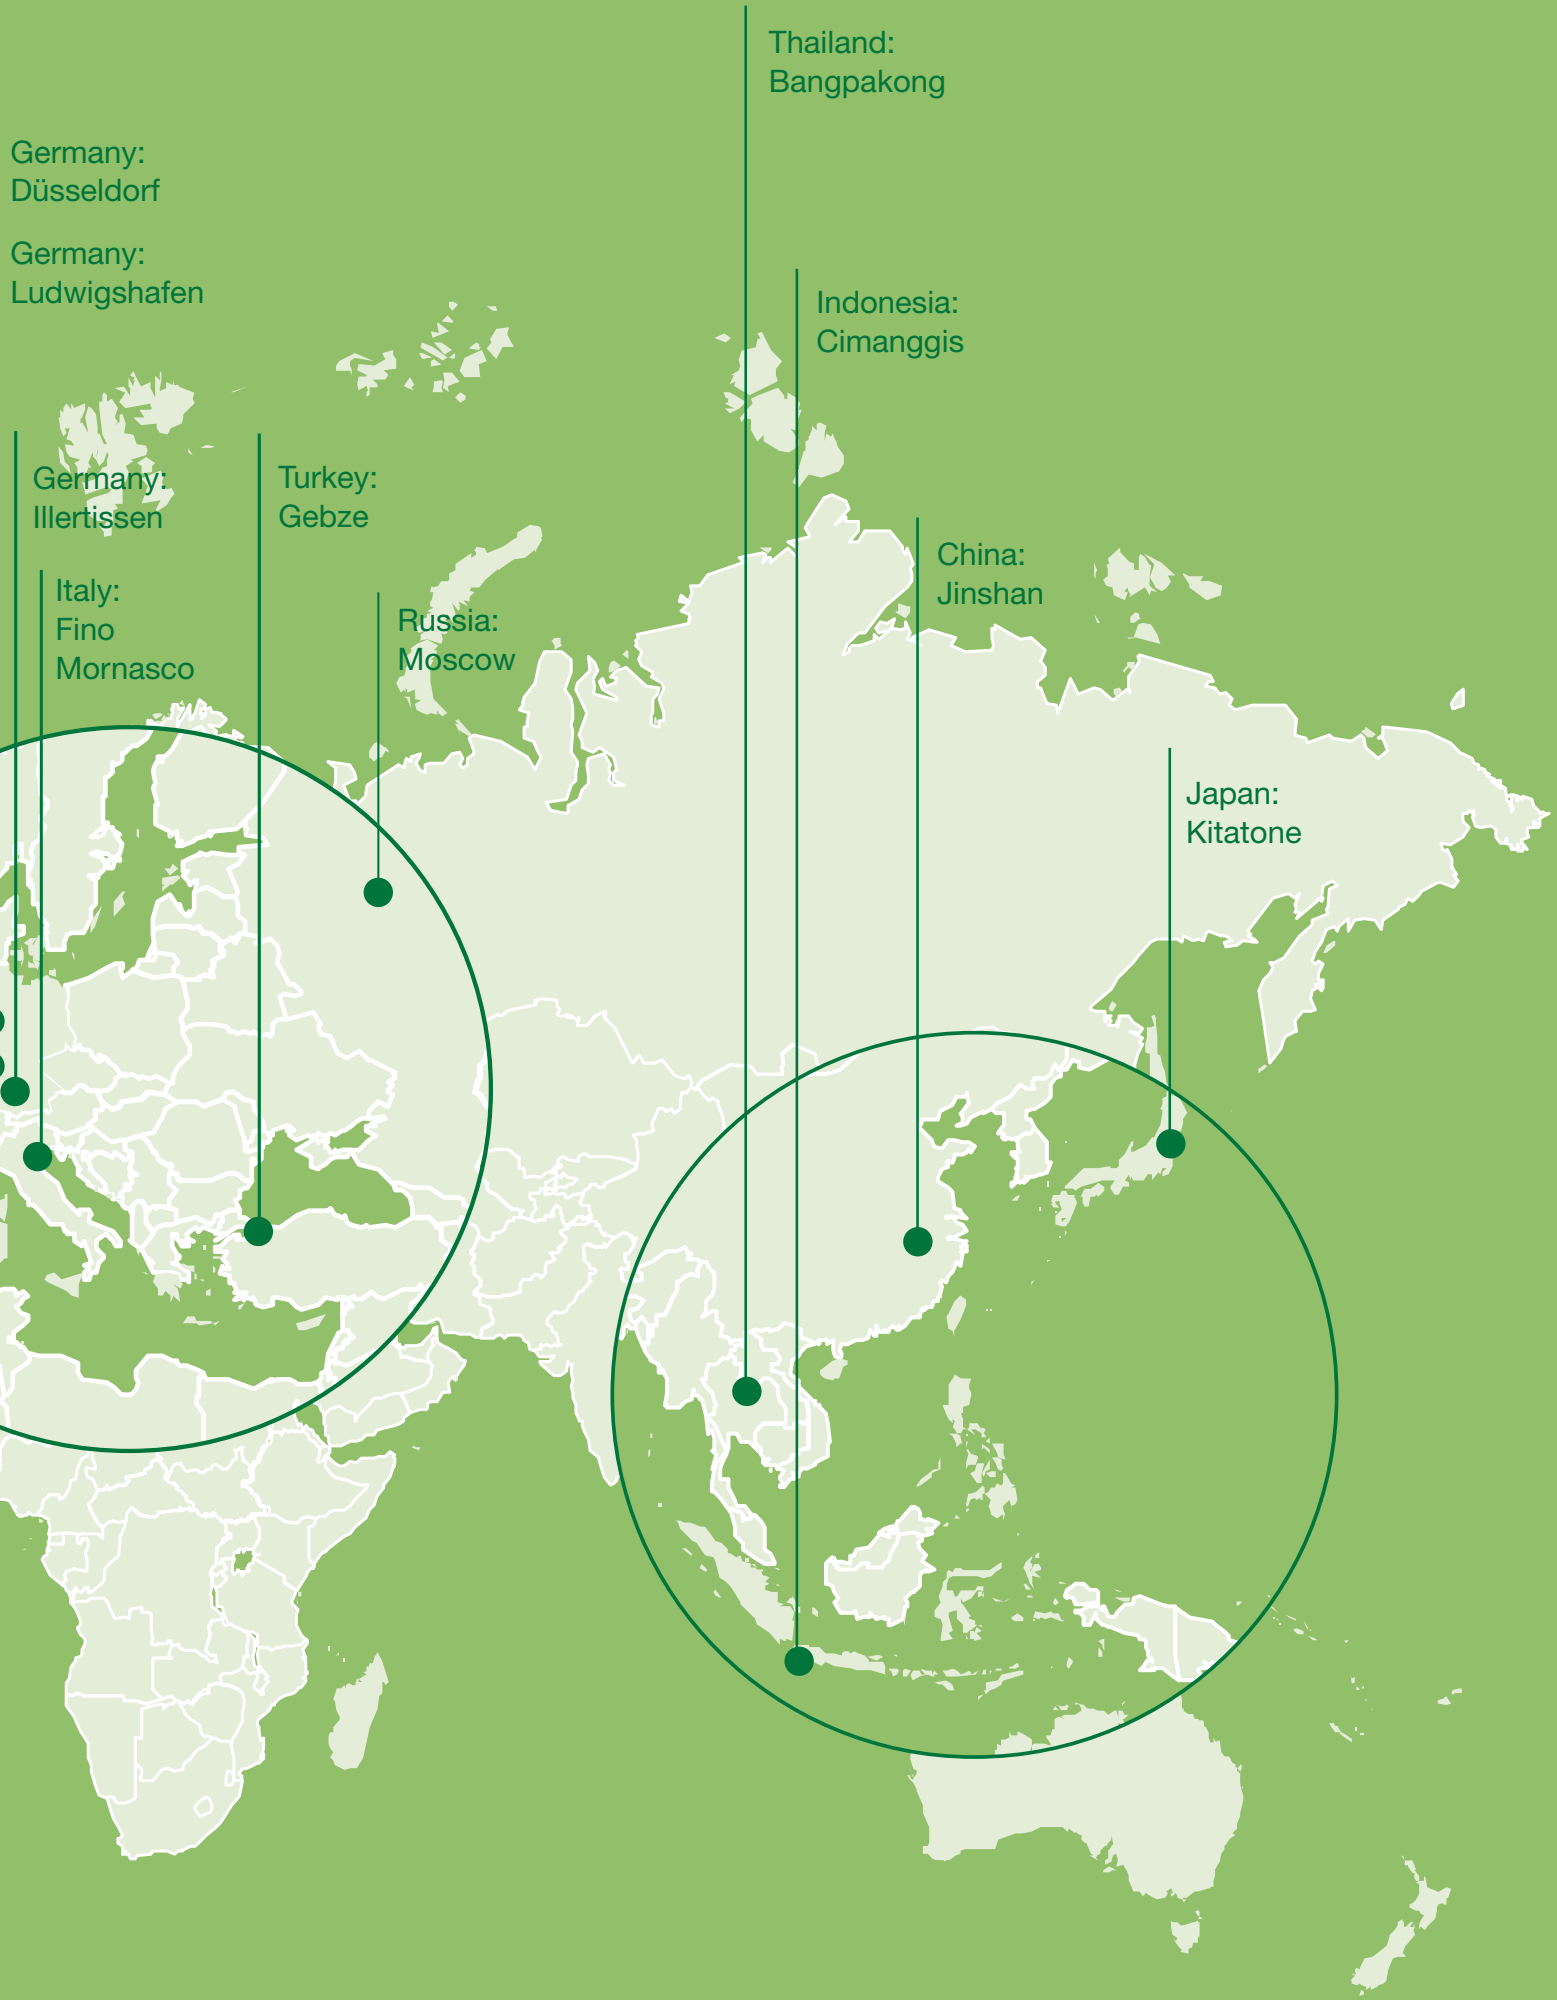 Thailand:
Bangpakong
Germany:
Düsseldorf
Germany:
Ludwigshafen
Indonesia:
Cimanggis
Germany:
Illertissen
Turkey:
Gebze
China:
Jinshan
Italy:
Fino
Mornasco
Russia:
Moscow
Japan:
Kitatone